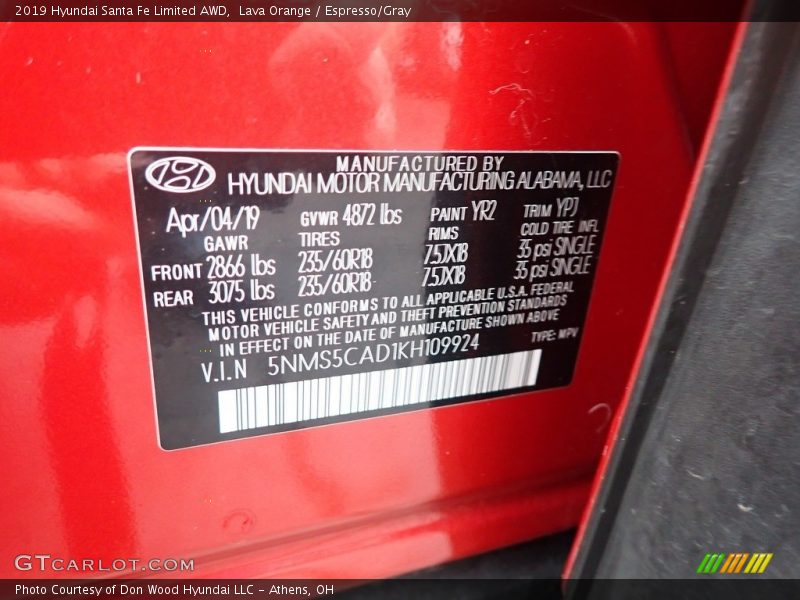 2019 Hyundai Santa Fe Limited AWD,  Lava Orange / Espresso/Gray
MANUFACTURED BY
HYUNDAI MOTOR MANUFACTURING ALABAMA, LLC
Apr/04/19 GVWR 4872 lbs PAINT YR2 TRIM YPJ
GAWR TIRES RIMS COLD TIRE INFL
FRONT 2866 lbs 235/60R18 7.5JX18 35 psi SINGLE
REAR 3075 lbs 235/60R18 7.5JX18 35 psi SINGLE
THIS VEHICLE CONFORMS TO ALL APPLICABLE U.S.A. FEDERAL
MOTOR VEHICLE SAFETY AND THEFT PREVENTION STANDARDS
IN EFFECT ON THE DATE OF MANUFACTURE SHOWN ABOVE
V.I.N 5NMS5CAD1KH109924 TYPE: MPV
GTCARLOT.COM
Photo Courtesy of Don Wood Hyundai LLC - Athens, OH